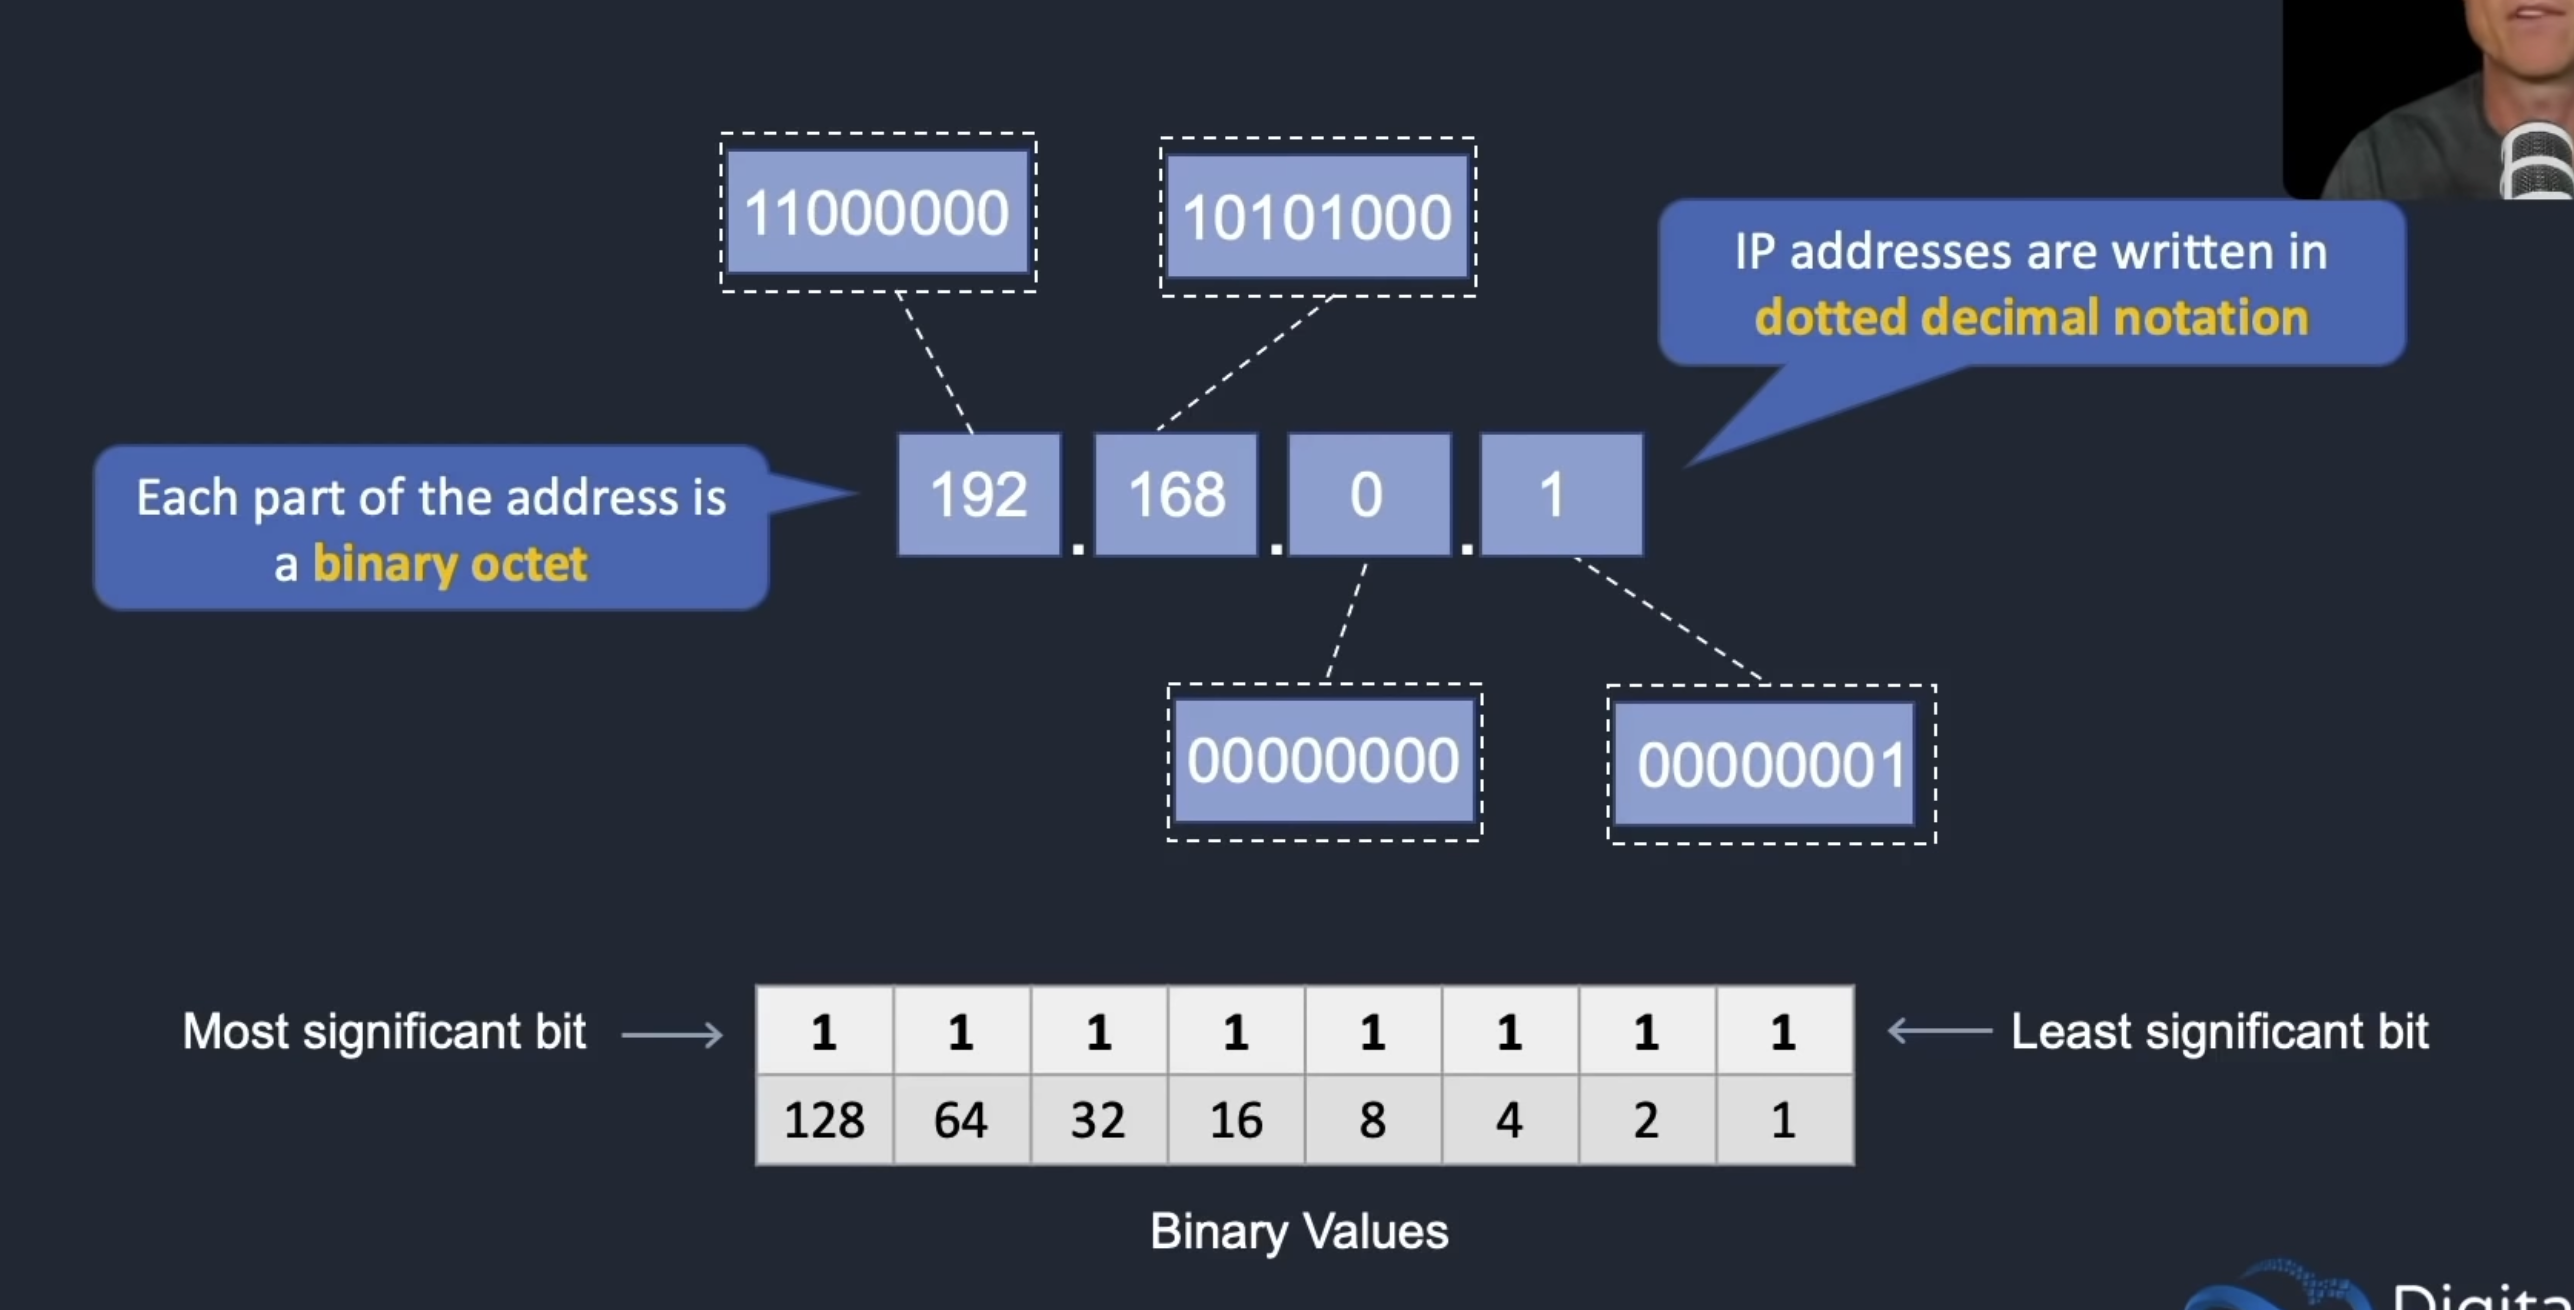 11000000
10101000
IP addresses are written in
dotted decimal notation
Each part of the address is
a binary octet
192 . 168 . 0 . 1
00000000
00000001
Most significant bit
1 1 1 1 1 1 1 1
Least significant bit
128 64 32 16 8 4 2 1
Binary Values